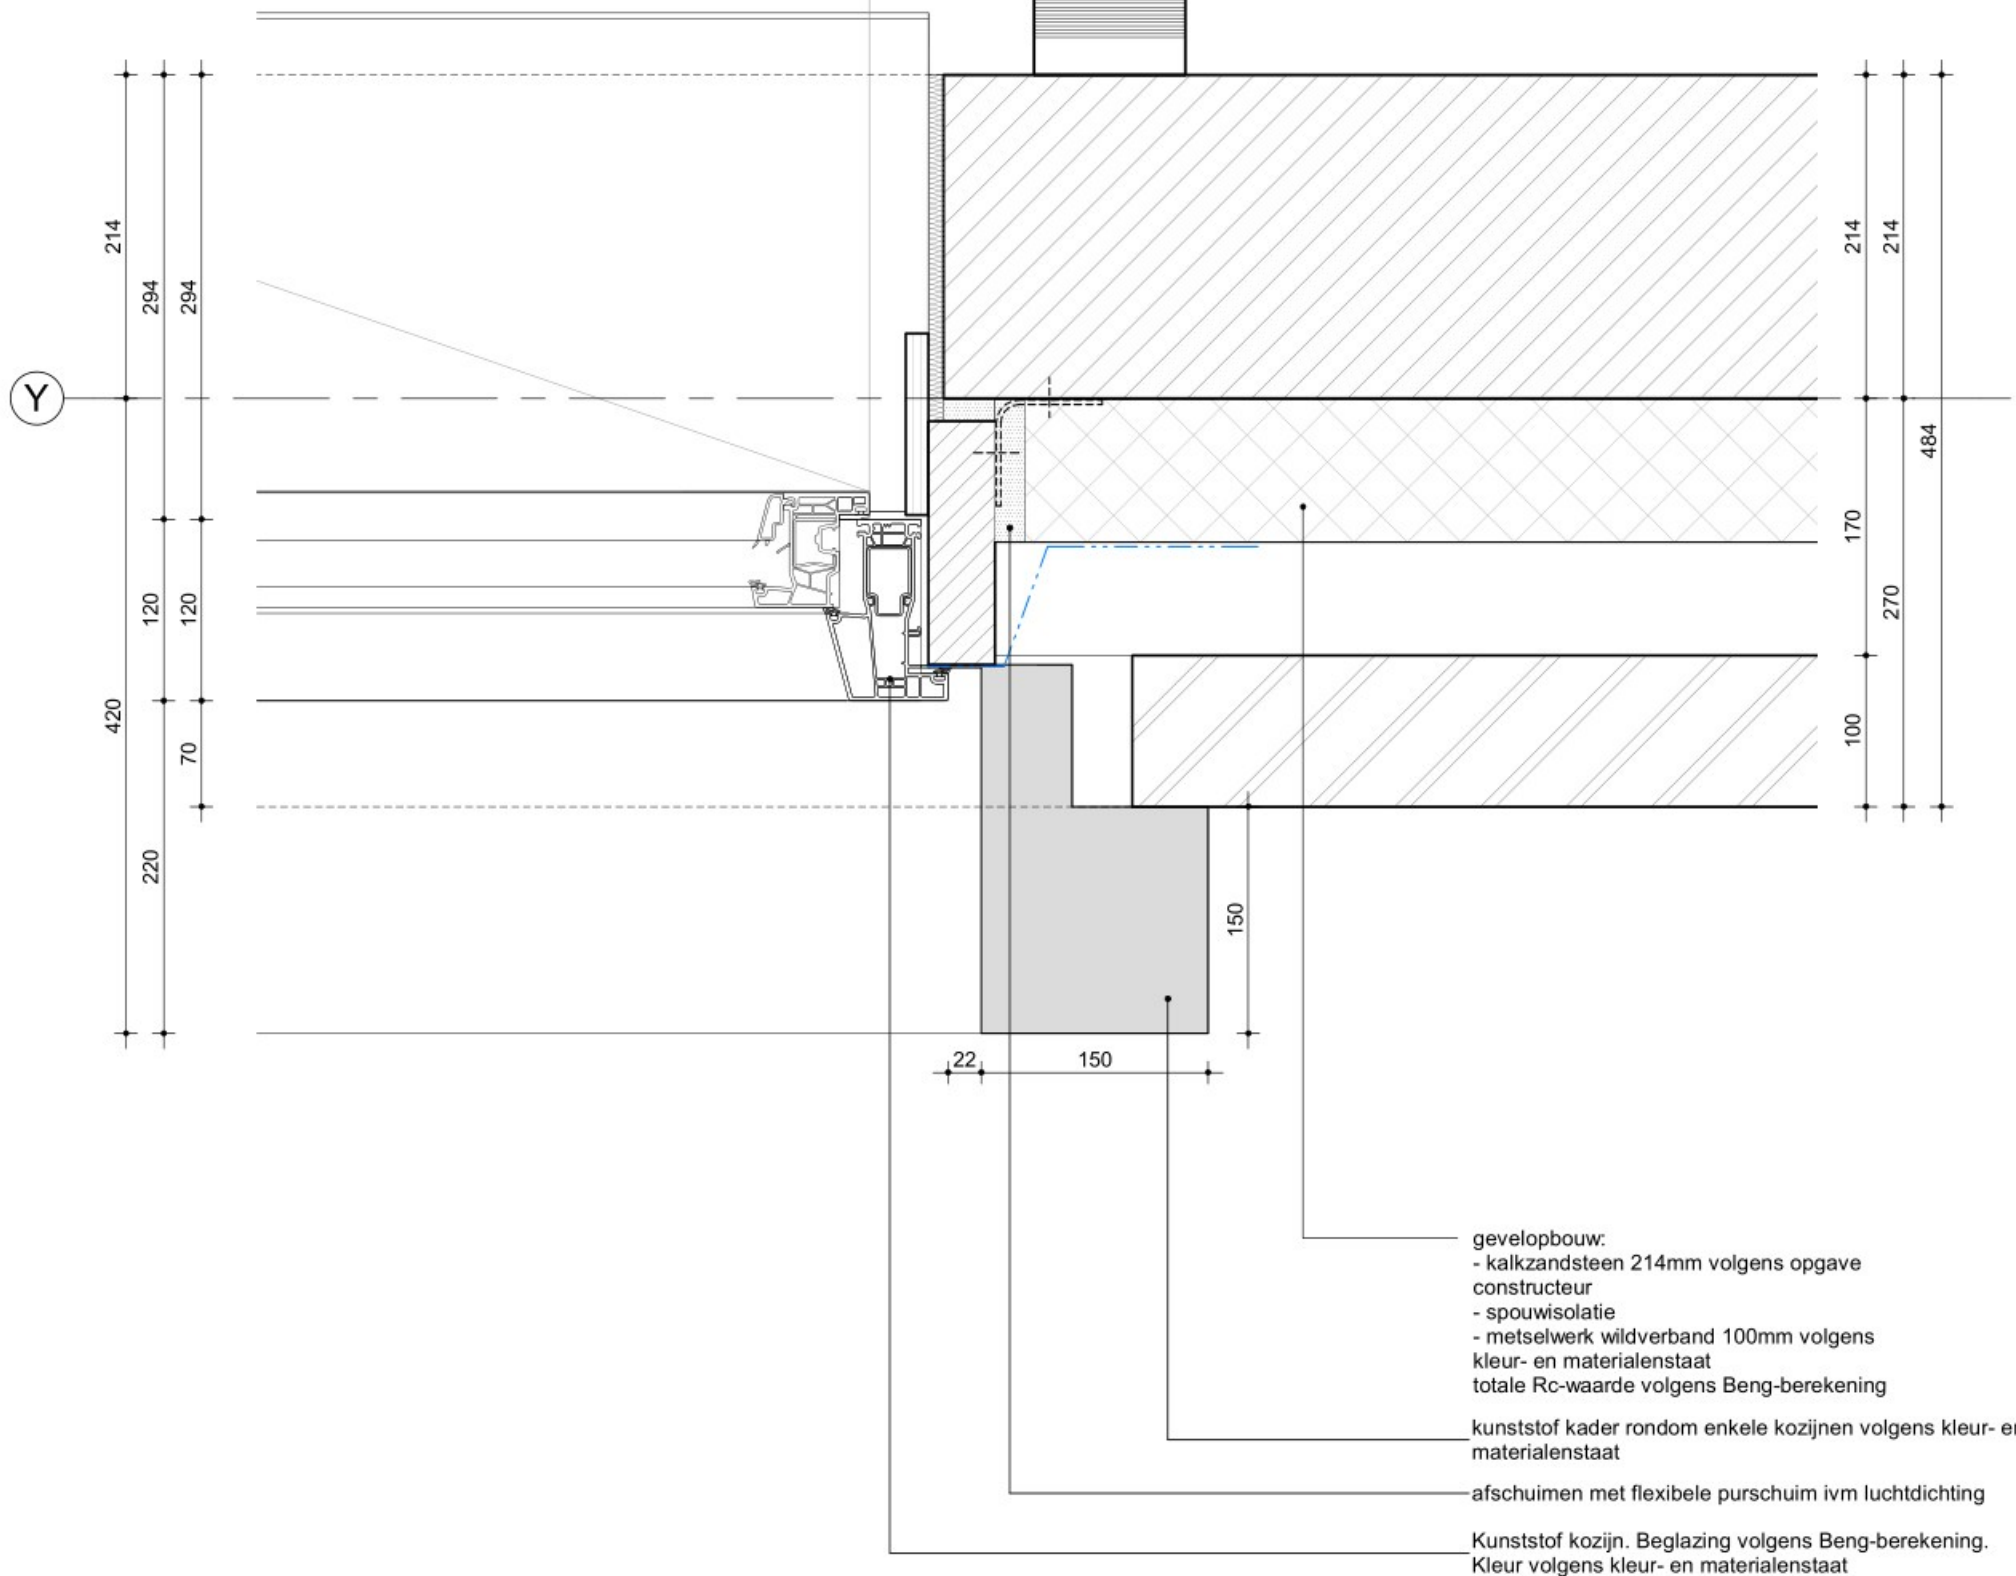 214
294
294
214
214
Y
484
170
120
120
270
420
70
100
220
150
22
150
gevelopbouw:
- kalkzandsteen 214mm volgens opgave
constructeur
- spouwisolatie
- metselwerk wildverband 100mm volgens
kleur- en materialenstaat
totale Rc-waarde volgens Beng-berekening
kunststof kader rondom enkele kozijnen volgens kleur- en
materialenstaat
afschuimen met flexibele purschuim ivm luchtdichting
Kunststof kozijn. Beglazing volgens Beng-berekening.
Kleur volgens kleur- en materialenstaat